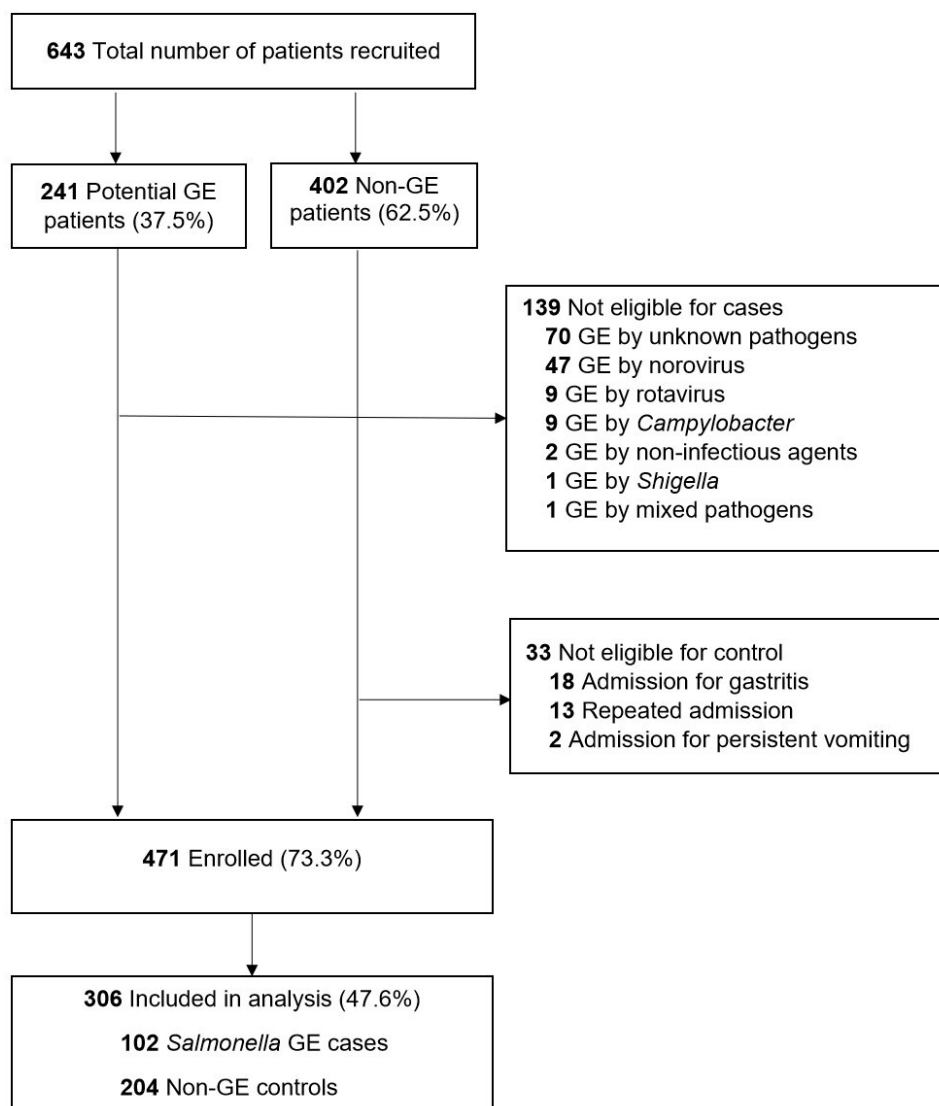 643 Total number of patients recruited
241 Potential GE
patients (37.5%)
402 Non-GE
patients (62.5%)
139 Not eligible for cases
70 GE by unknown pathogens
47 GE by norovirus
9 GE by rotavirus
9 GE by Campylobacter
2 GE by non-infectious agents
1 GE by Shigella
1 GE by mixed pathogens
33 Not eligible for control
18 Admission for gastritis
13 Repeated admission
2 Admission for persistent vomiting
471 Enrolled (73.3%)
306 Included in analysis (47.6%)
102 Salmonella GE cases
204 Non-GE controls